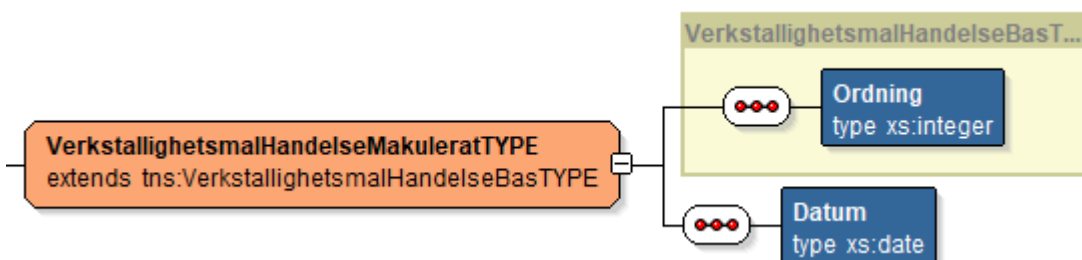 VerkstallighetsmalHandelseBasT...
Ordning
type xs:integer
VerkstallighetsmalHandelseMakuleratTYPE
extends tns:VerkstallighetsmalHandelseBasTYPE
Datum
type xs:date